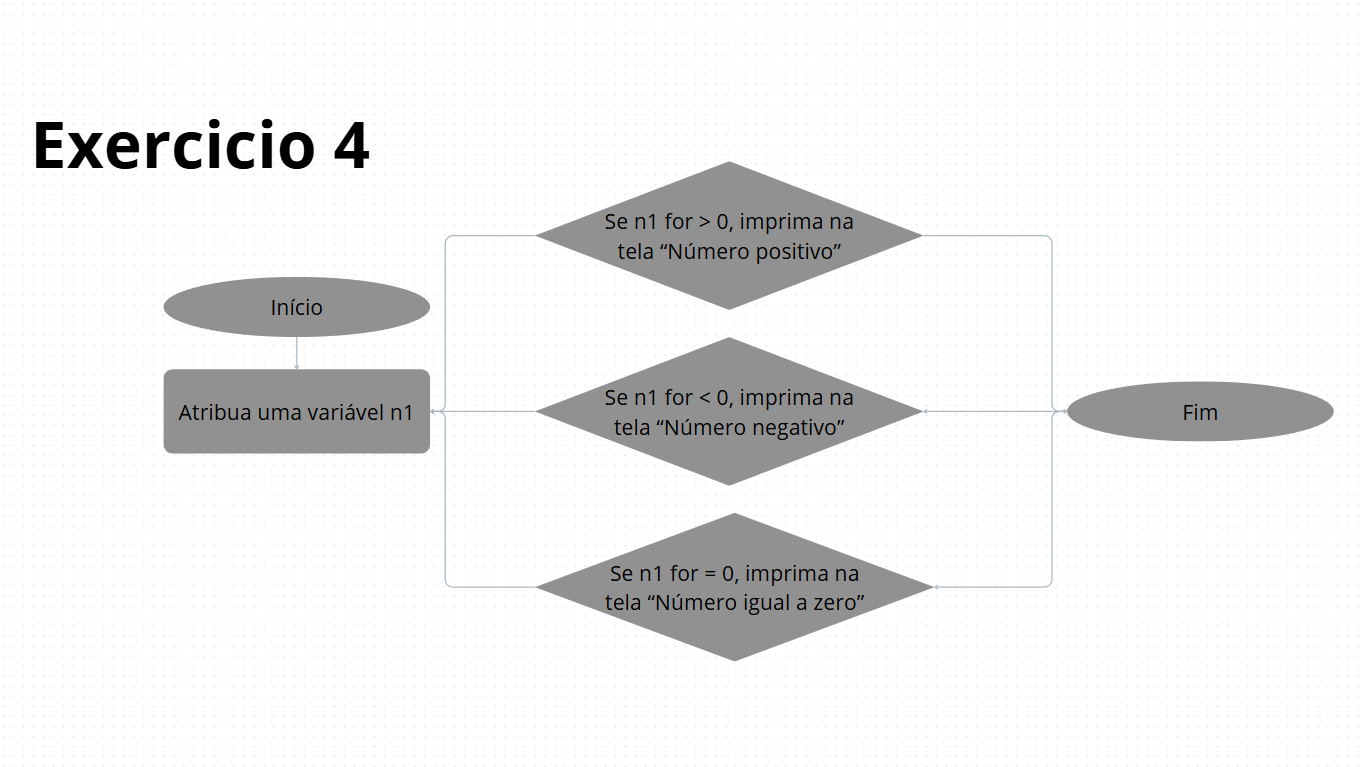 Exercicio 4
Início
Atribua uma variável n1
Se n1 for > 0, imprima na
tela “Número positivo”
Se n1 for < 0, imprima na
tela “Número negativo”
Se n1 for = 0, imprima na
tela “Número igual a zero”
Fim